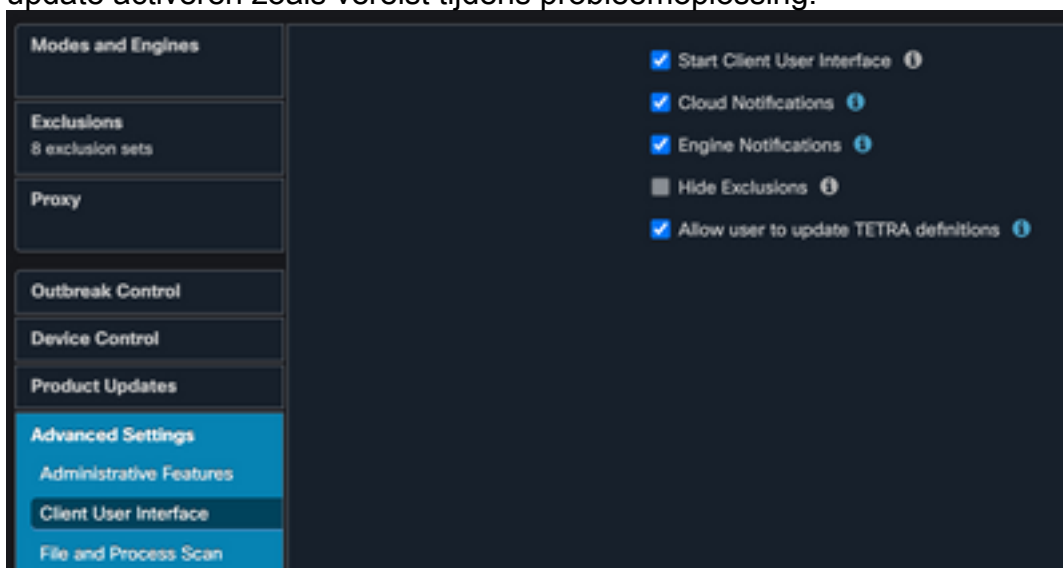 update activeren zoals vereist tijdens probleemoplossing.
Modes and Engines
Exclusions
8 exclusion sets
Proxy
Outbreak Control
Device Control
Product Updates
Advanced Settings
Administrative Features
Client User Interface
File and Process Scan
Start Client User Interface
Cloud Notifications
Engine Notifications
Hide Exclusions
Allow user to update TETRA definitions